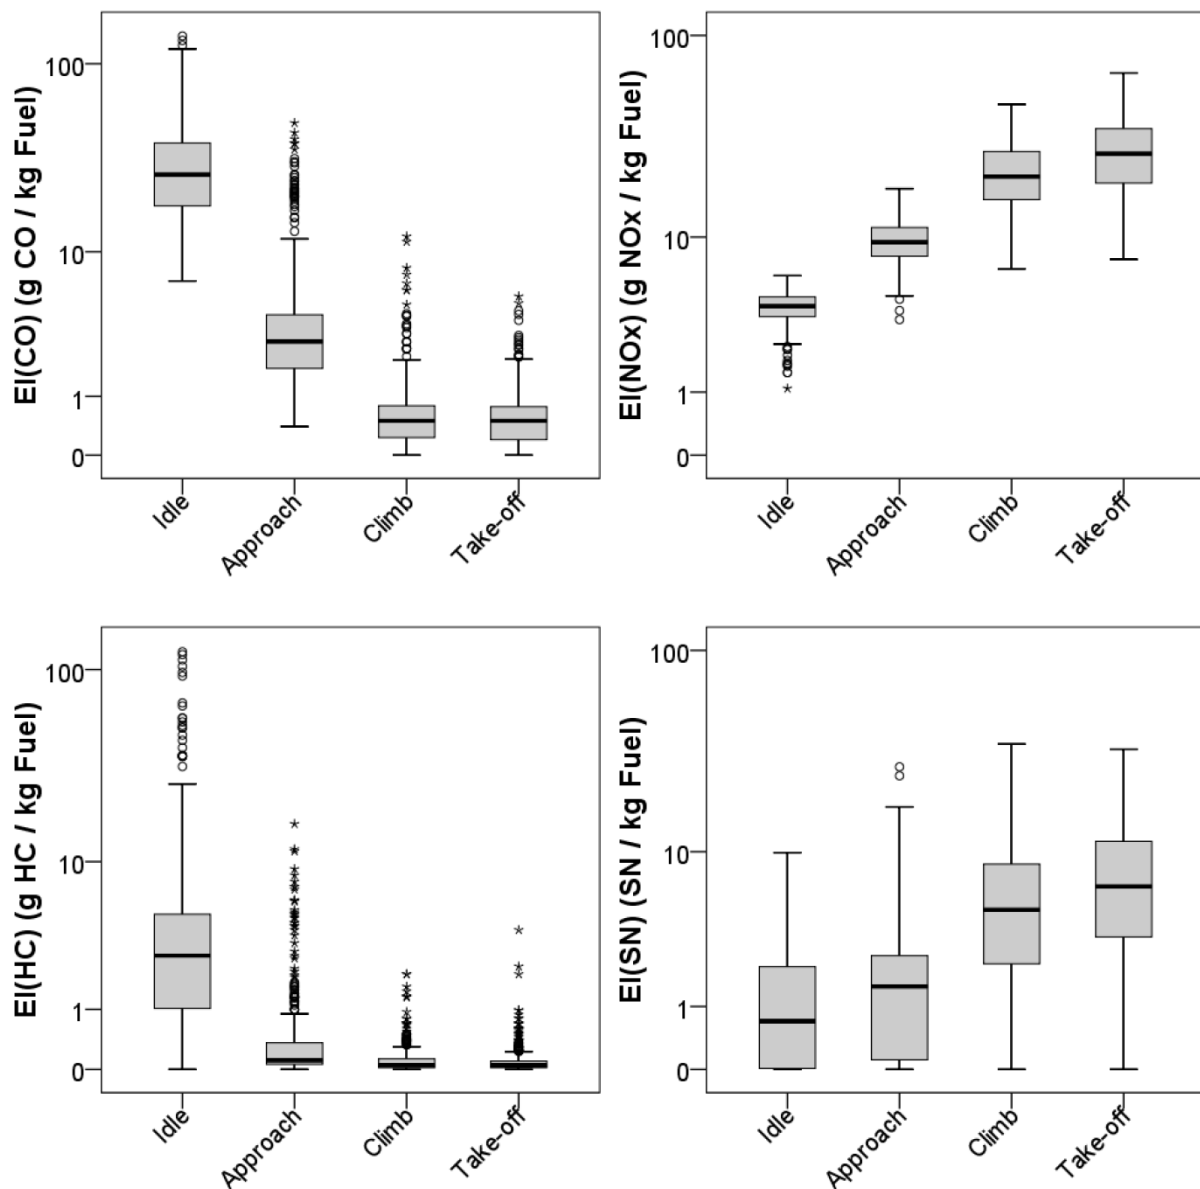 EI(CO) (g CO / kg Fuel)
100
10
1
0
Idle
Approach
Climb
Take-off
EI(NOx) (g NOx / kg Fuel)
100
10
1
0
Idle
Approach
Climb
Take-off
EI(HC) (g HC / kg Fuel)
100
10
1
0
Idle
Approach
Climb
Take-off
EI(SN) (SN / kg Fuel)
100
10
1
0
Idle
Approach
Climb
Take-off